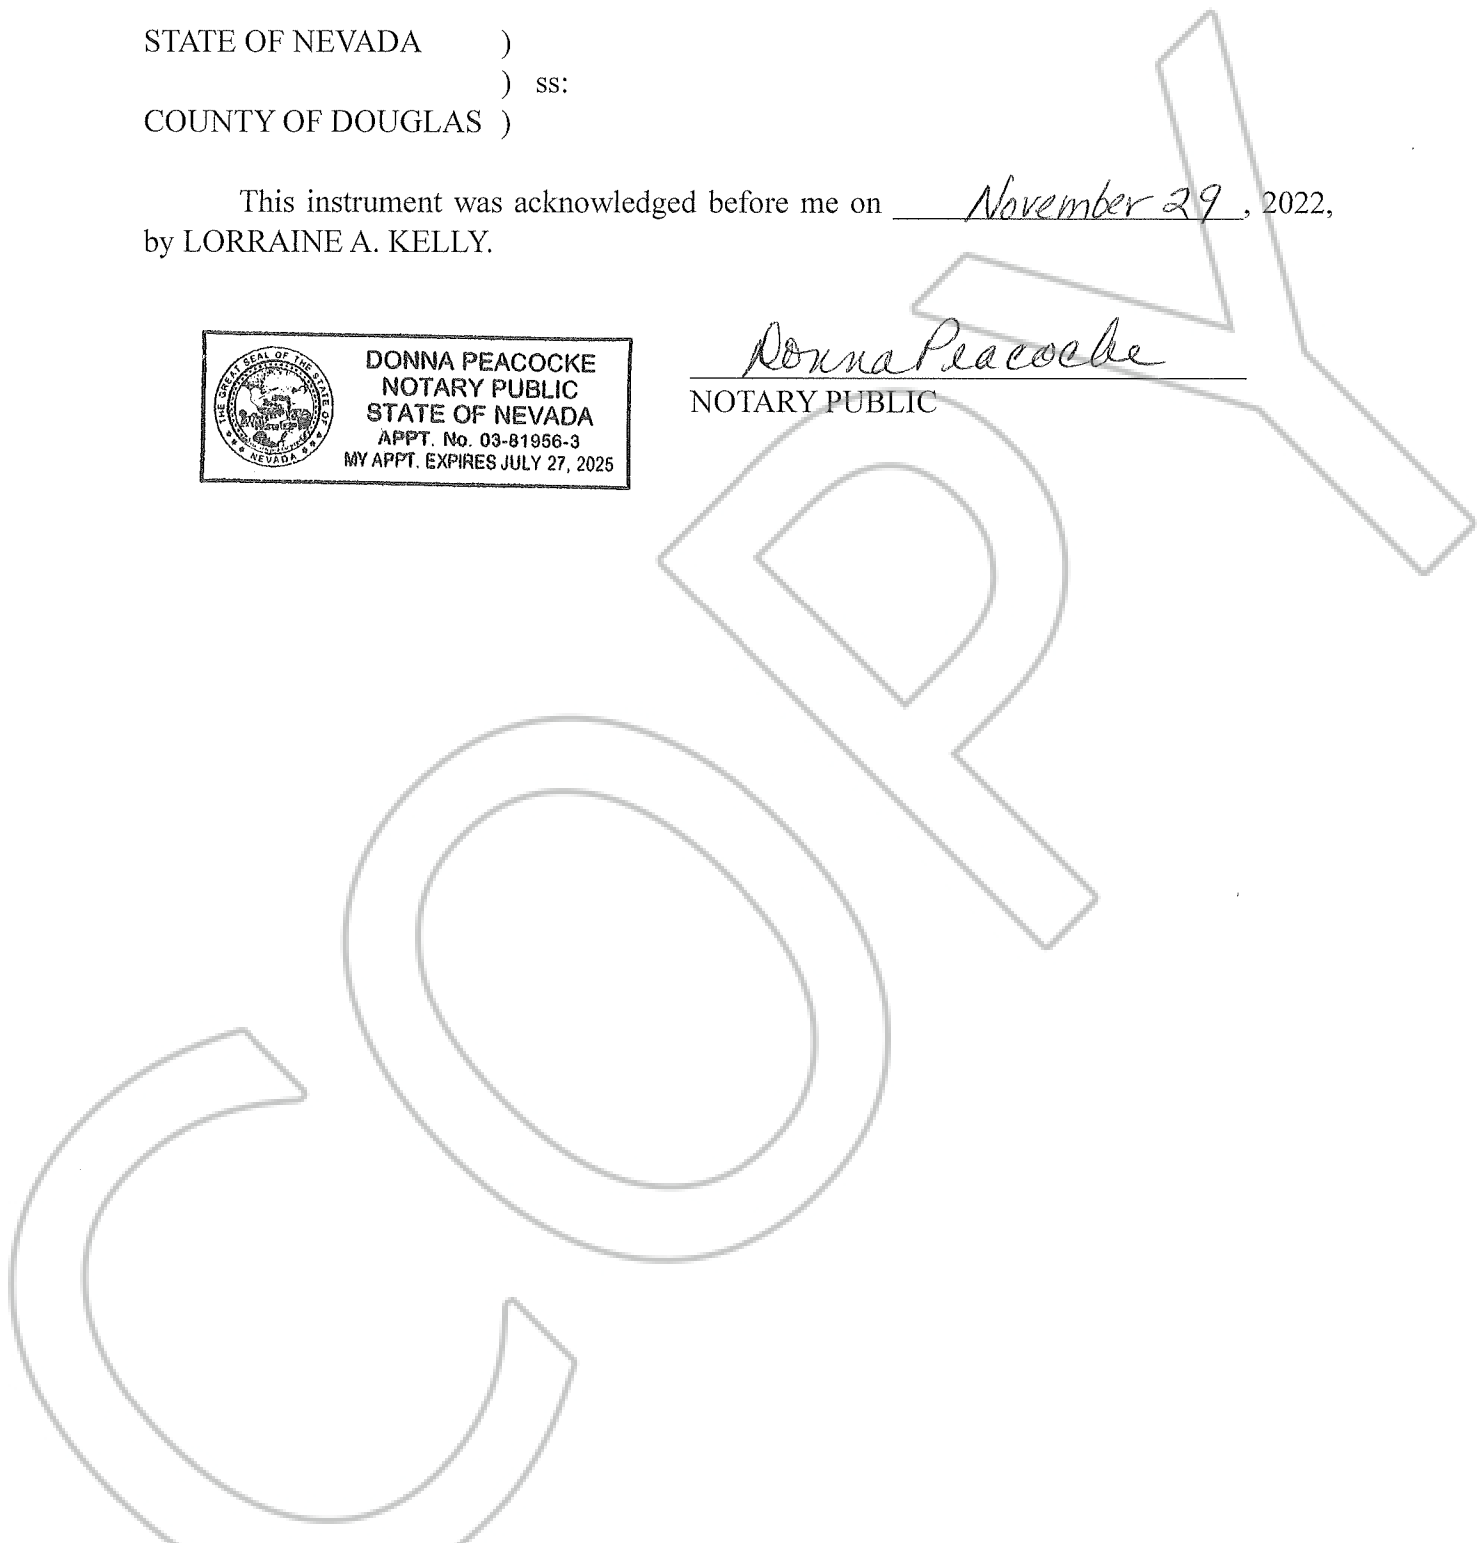 STATE OF NEVADA )
) ss:
COUNTY OF DOUGLAS )
This instrument was acknowledged before me on November 29, 2022,
by LORRAINE A. KELLY.
Donna Peacocke
NOTARY PUBLIC
THE GREAT SEAL OF THE STATE OF NEVADA
DONNA PEACOCKE
NOTARY PUBLIC
STATE OF NEVADA
APPT. No. 03-81956-3
MY APPT. EXPIRES JULY 27, 2025
COPY